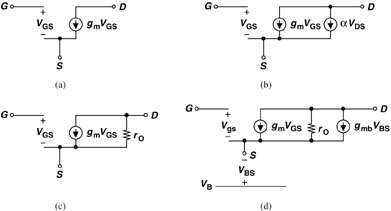 G + V_GS − g_mV_GS D
S
(a)
G + V_GS − g_mV_GS αV_DS D
S
(b)
G + V_GS − g_mV_GS r_O D
S
(c)
G + V_gs − g_mV_GS r_O g_mbV_BS D
S
−
V_BS
V_B +
(d)